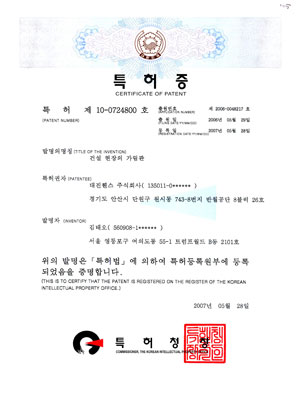 특허증
CERTIFICATE OF PATENT
특 허 제 10-0724800 호
(PATENT NUMBER)
출원번호 제 2006-0048217 호
(APPLICATION NUMBER)
출 원 일 2006년 05월 29일
(FILING DATE:YY/MM/DD)
등 록 일 2007년 05월 28일
(REGISTRATION DATE:YY/MM/DD)
발명의명칭 (TITLE OF THE INVENTION)
건설 현장의 가림판
특허권자 (PATENTEE)
대진휀스 주식회사( 135011-0****** )
경기도 안산시 단원구 원시동 743-8번지 반월공단 8블럭 26호
발명자 (INVENTOR)
김태오( 560908-1****** )
서울 영등포구 여의도동 55-1 트럼프월드 B동 2101호
위의 발명은「특허법」에 의하여 특허등록원부에 등록
되었음을 증명합니다.
(THIS IS TO CERTIFY THAT THE PATENT IS REGISTERED ON THE REGISTER OF THE KOREAN
INTELLECTUAL PROPERTY OFFICE.)
2007년 05월 28일
특허청장
COMMISSIONER, THE KOREAN INTELLECTUAL PROPERTY